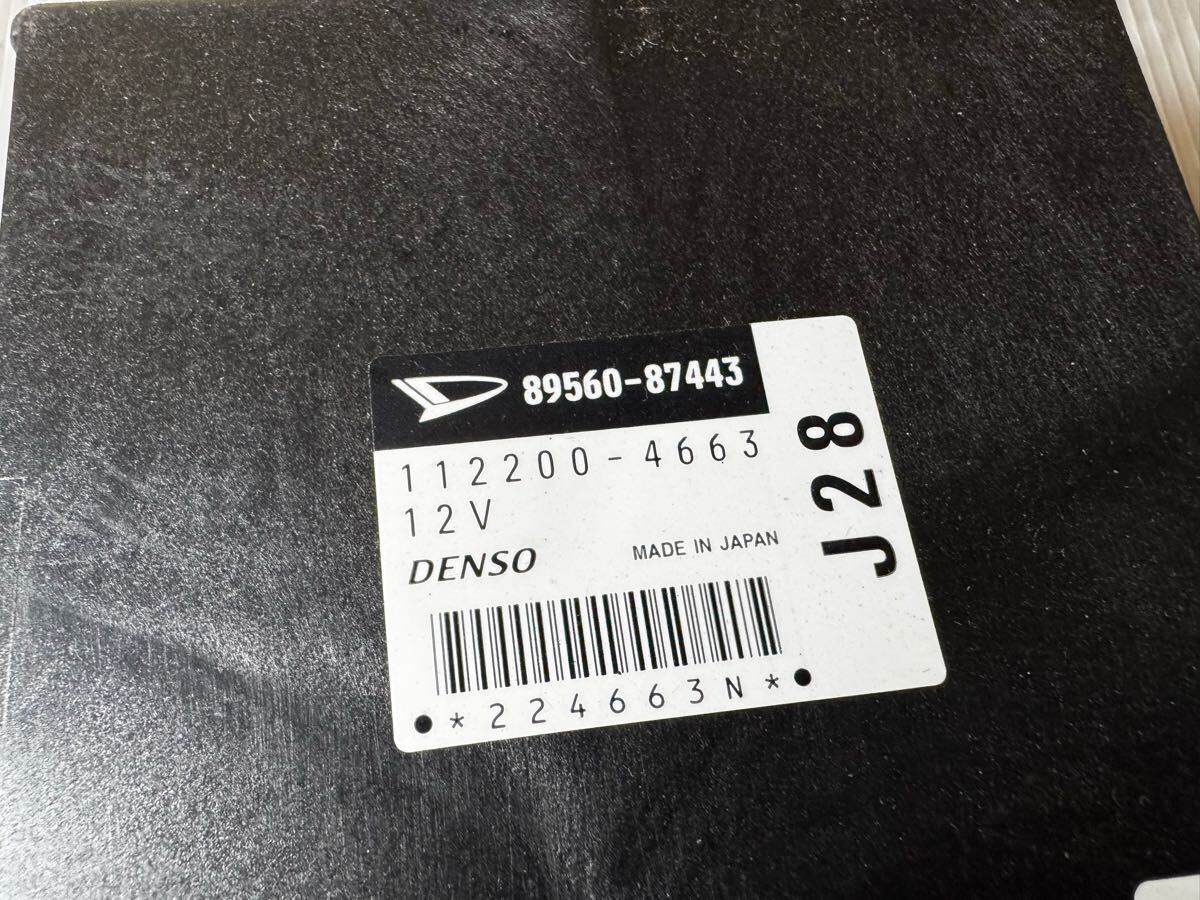 89560-87443
112200-4663
12V
DENSO MADE IN JAPAN
*224663N*
J28